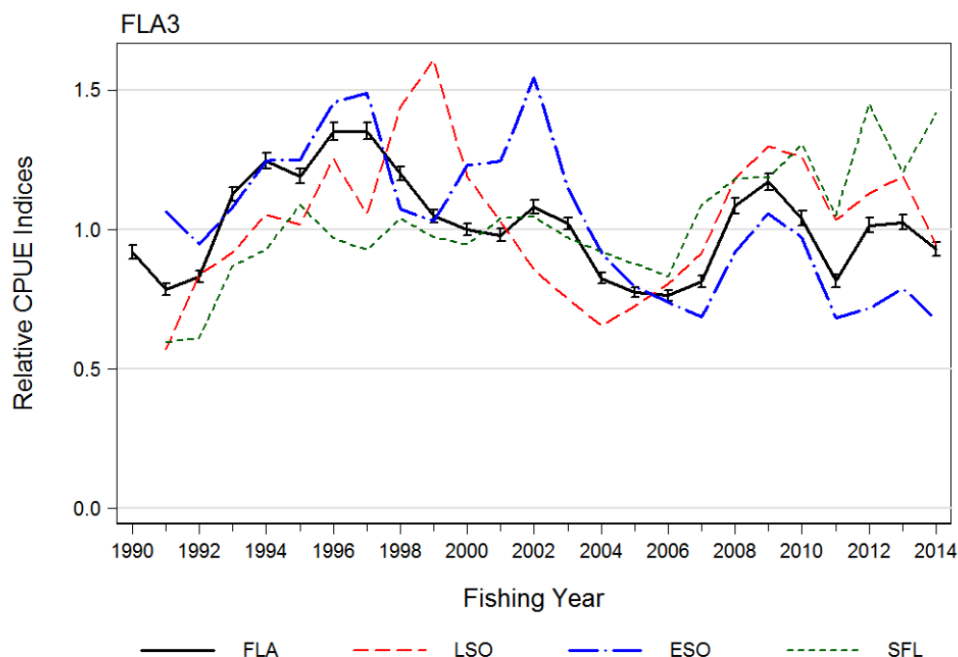 FLA3
Relative CPUE Indices
1.5
1.0
0.5
0.0
1990 1992 1994 1996 1998 2000 2002 2004 2006 2008 2010 2012 2014
Fishing Year
FLA LSO ESO SFL